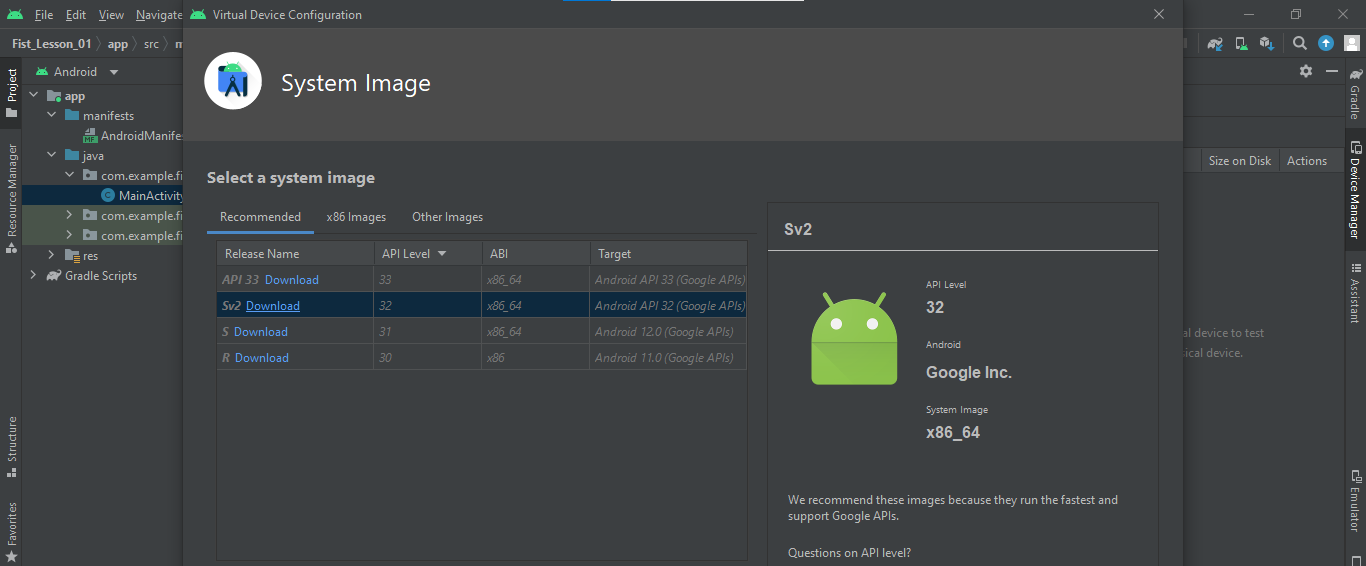 File Edit View Navigate
Virtual Device Configuration
Fist_Lesson_01 app src
System Image
Android
Project
Resource Manager
Structure
Favorites
app
manifests
AndroidManife
java
com.example.fi
MainActivity
com.example.fi
com.example.fi
res
Gradle Scripts
Select a system image
Recommended x86 Images Other Images
Release Name API Level ABI Target
API 33 Download 33 x86_64 Android API 33 (Google APIs)
Sv2 Download 32 x86_64 Android API 32 (Google APIs)
S Download 31 x86_64 Android 12.0 (Google APIs)
R Download 30 x86 Android 11.0 (Google APIs)
Sv2
API Level
32
Android
Google Inc.
System Image
x86_64
We recommend these images because they run the fastest and
support Google APIs.
Questions on API level?
Size on Disk Actions
al device to test
sical device.
Gradle
Device Manager
Assistant
Emulator